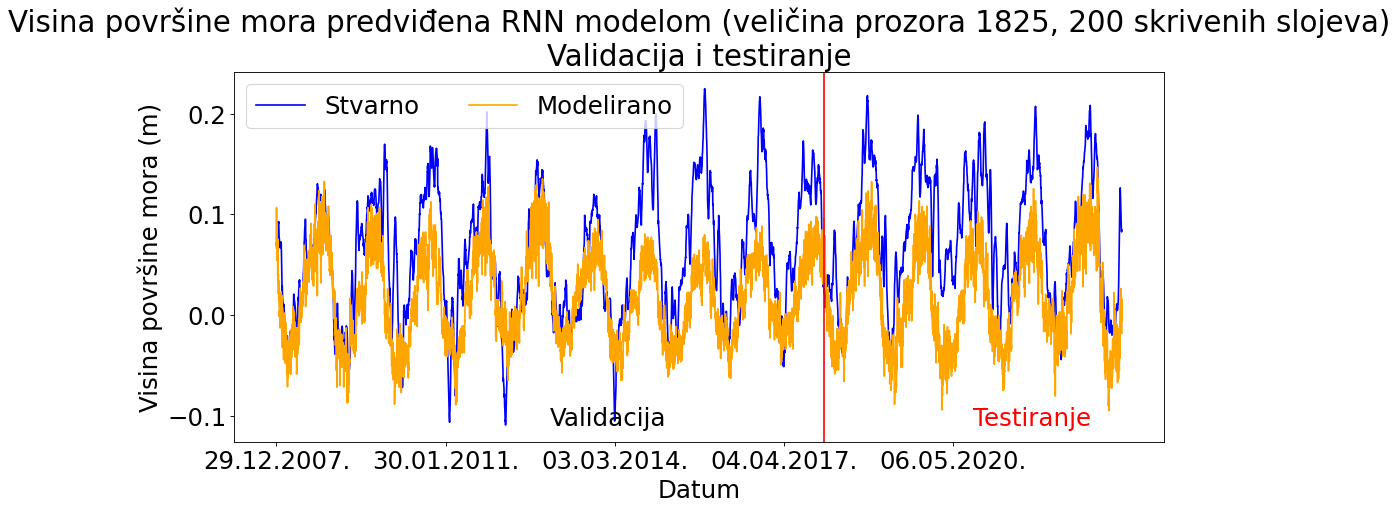 Visina površine mora predviđena RNN modelom (veličina prozora 1825, 200 skrivenih slojeva)
Validacija i testiranje
Stvarno Modelirano
Visina površine mora (m)
0.2
0.1
0.0
−0.1
Validacija Testiranje
29.12.2007. 30.01.2011. 03.03.2014. 04.04.2017. 06.05.2020.
Datum